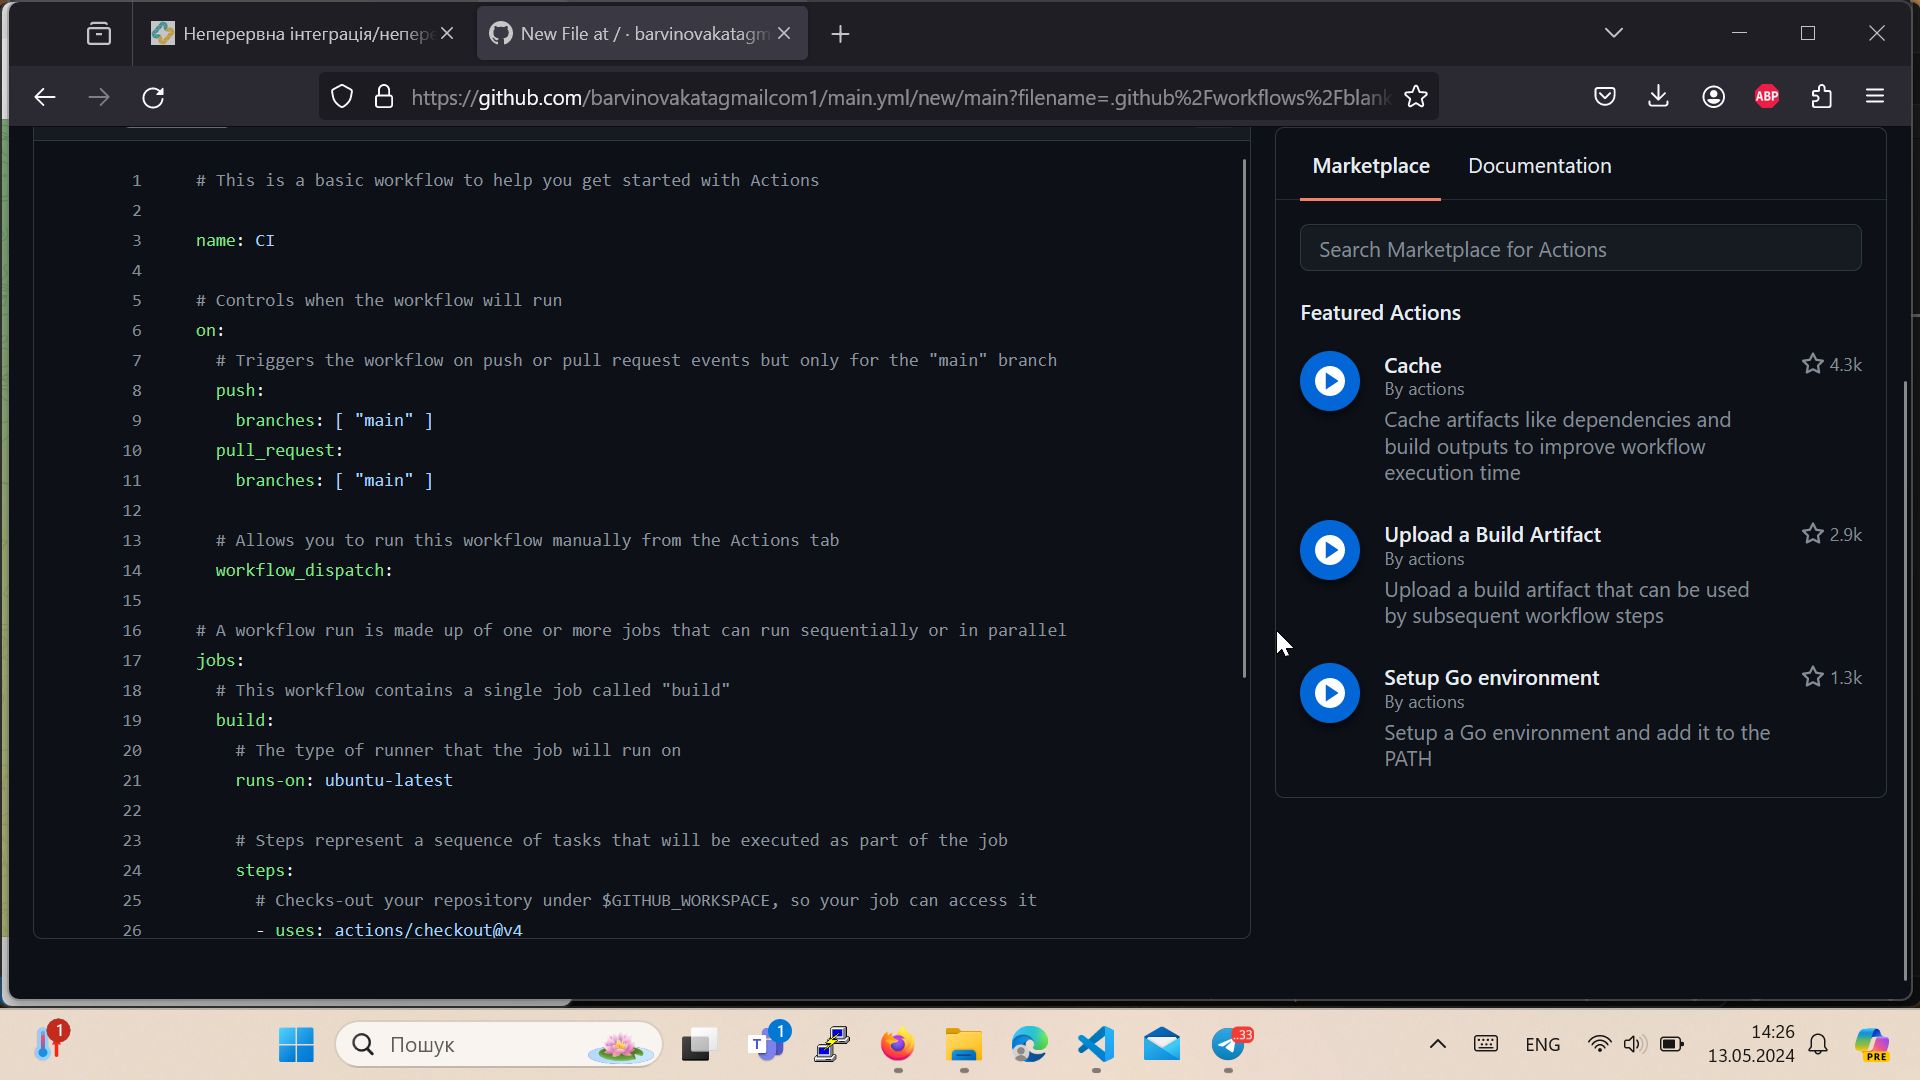 Неперервна інтеграція/непере
New File at / · barvinovakatagm
https://github.com/barvinovakatagmailcom1/main.yml/new/main?filename=.github%2Fworkflows%2Fblank
ABP
1 # This is a basic workflow to help you get started with Actions
2
3 name: CI
4
5 # Controls when the workflow will run
6 on:
7 # Triggers the workflow on push or pull request events but only for the "main" branch
8 push:
9 branches: [ "main" ]
10 pull_request:
11 branches: [ "main" ]
12
13 # Allows you to run this workflow manually from the Actions tab
14 workflow_dispatch:
15
16 # A workflow run is made up of one or more jobs that can run sequentially or in parallel
17 jobs:
18 # This workflow contains a single job called "build"
19 build:
20 # The type of runner that the job will run on
21 runs-on: ubuntu-latest
22
23 # Steps represent a sequence of tasks that will be executed as part of the job
24 steps:
25 # Checks-out your repository under $GITHUB_WORKSPACE, so your job can access it
26 - uses: actions/checkout@v4
Marketplace
Documentation
Search Marketplace for Actions
Featured Actions
Cache
4.3k
By actions
Cache artifacts like dependencies and
build outputs to improve workflow
execution time
Upload a Build Artifact
2.9k
By actions
Upload a build artifact that can be used
by subsequent workflow steps
Setup Go environment
1.3k
By actions
Setup a Go environment and add it to the
PATH
1
Пошук
T
1
33
ENG
14:26
13.05.2024
PRE